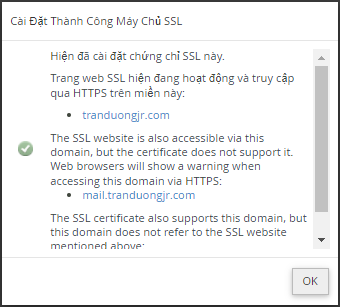 Cài Đặt Thành Công Máy Chủ SSL
Hiện đã cài đặt chứng chỉ SSL này.
Trang web SSL hiện đang hoạt động và truy cập
qua HTTPS trên miền này:
tranduongjr.com
The SSL website is also accessible via this
domain, but the certificate does not support it.
Web browsers will show a warning when
accessing this domain via HTTPS:
mail.tranduongjr.com
The SSL certificate also supports this domain, but
this domain does not refer to the SSL website
mentioned above:
OK